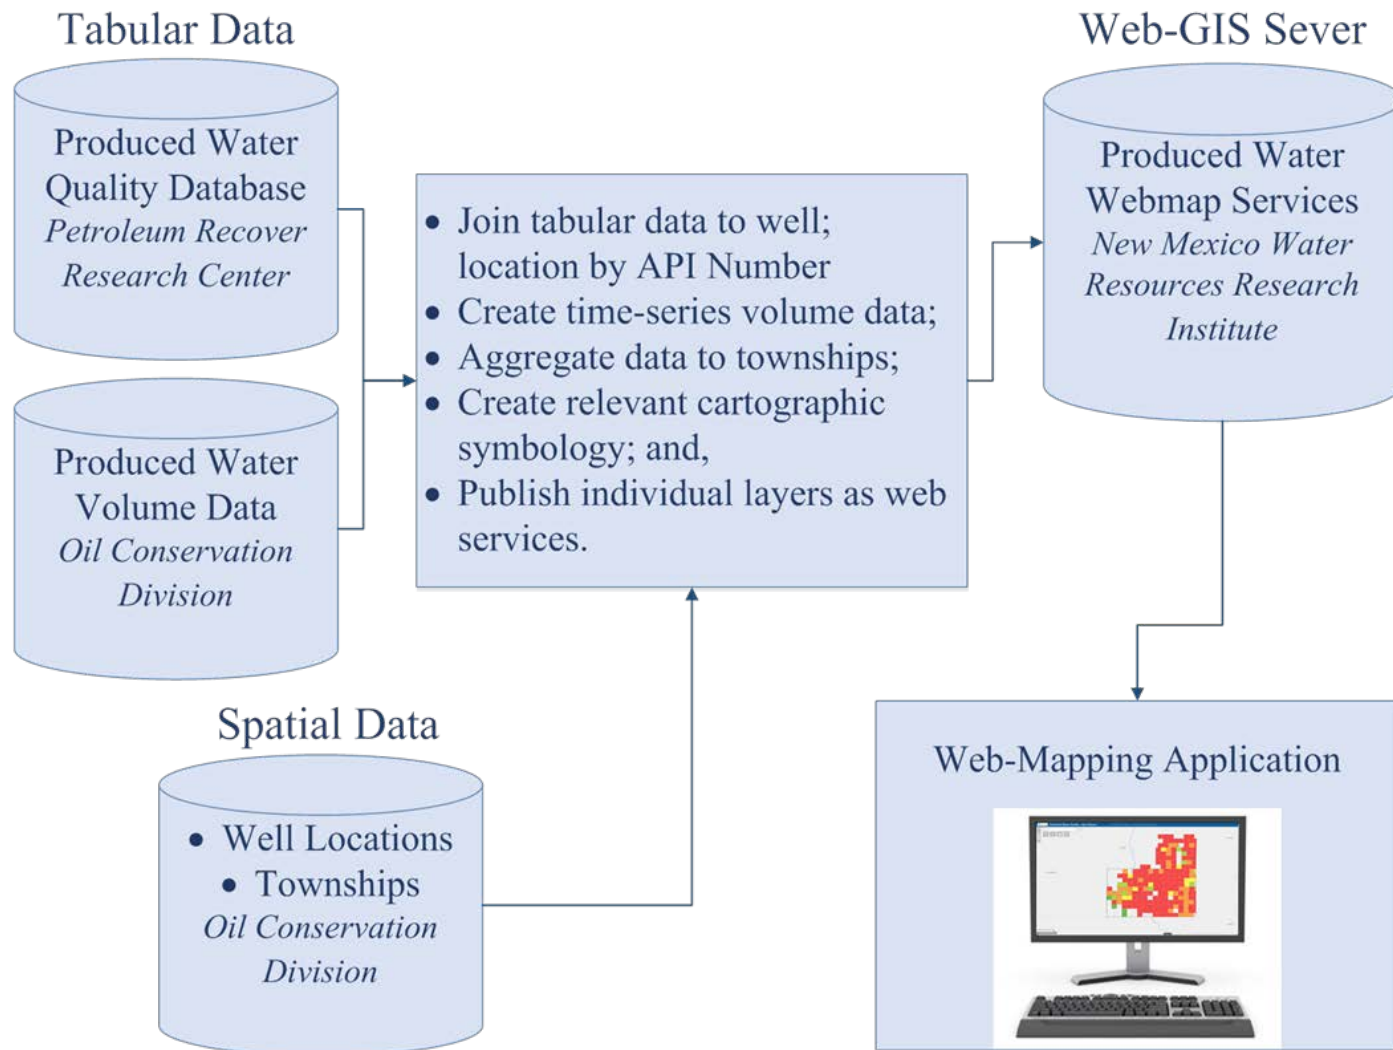 Tabular Data
Produced Water
Quality Database
Petroleum Recover
Research Center
Produced Water
Volume Data
Oil Conservation
Division
Spatial Data
• Well Locations
• Townships
Oil Conservation
Division
• Join tabular data to well;
location by API Number
• Create time-series volume data;
• Aggregate data to townships;
• Create relevant cartographic
symbology; and,
• Publish individual layers as web
services.
Web-GIS Sever
Produced Water
Webmap Services
New Mexico Water
Resources Research
Institute
Web-Mapping Application